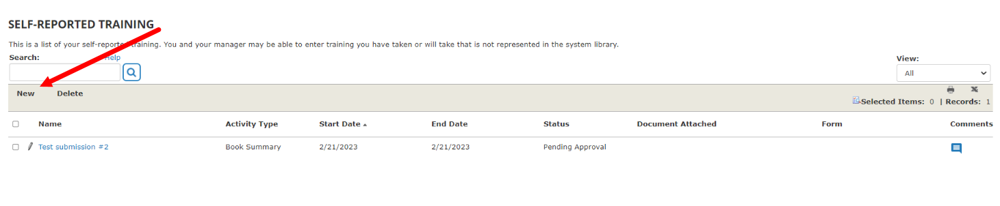 SELF-REPORTED TRAINING
This is a list of your self-reported training. You and your manager may be able to enter training you have taken or will take that is not represented in the system library.
Search: Help
View:
All
New Delete
Selected Items: 0 | Records: 1
Name Activity Type Start Date End Date Status Document Attached Form Comments
Test submission #2 Book Summary 2/21/2023 2/21/2023 Pending Approval